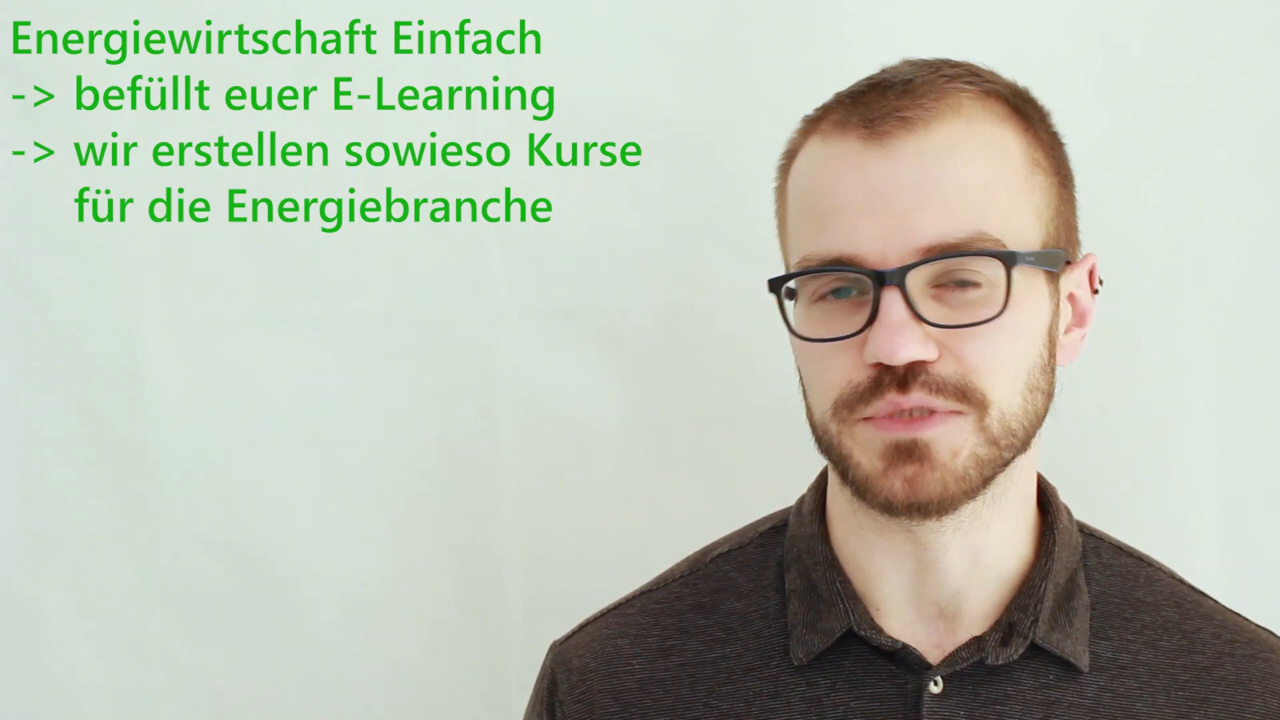 Energiewirtschaft Einfach
-> befüllt euer E-Learning
-> wir erstellen sowieso Kurse
für die Energiebranche